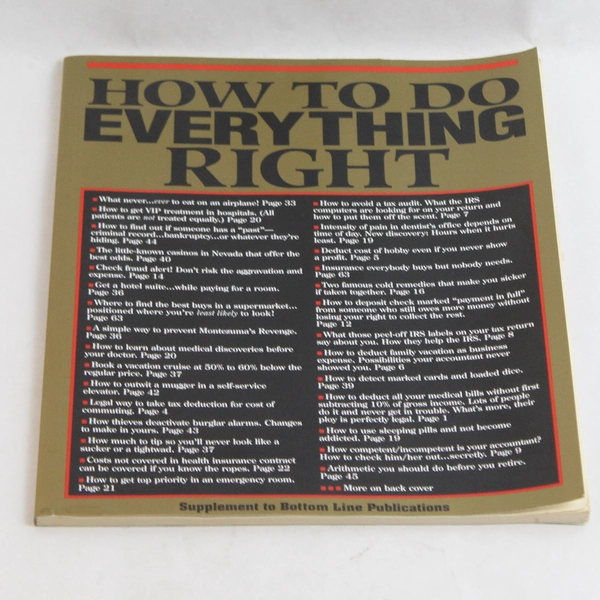 HOW TO DO
EVERYTHING
RIGHT
What never...ever to eat on an airplane! Page 33
How to get VIP treatment in hospitals. (All
patients are not treated equally.) Page 20
How to find out if someone has a "past"—
criminal record...bankruptcy...or whatever they're
hiding. Page 44
The little-known casinos in Nevada that offer the
best odds. Page 40
Check fraud alert! Don't risk the aggravation and
expense. Page 14
Get a hotel suite...while paying for a room.
Page 36
Where to find the best buys in a supermarket...
positioned where you're least likely to look!
Page 63
A simple way to prevent Montezuma's Revenge.
Page 36
How to learn about medical discoveries before
your doctor. Page 20
Book a vacation cruise at 50% to 60% below the
regular price. Page 37
How to outwit a mugger in a self-service
elevator. Page 42
Legal way to take tax deduction for cost of
commuting. Page 4
How thieves deactivate burglar alarms. Changes
to make in yours. Page 43
How much to tip so you'll never look like a
sucker or a tightwad. Page 37
Costs not covered in health insurance contract
can be covered if you know the ropes. Page 22
How to get top priority in an emergency room.
Page 21
How to avoid a tax audit. What the IRS
computers are looking for on your return and
how to put them off the scent. Page 7
Intensity of pain in dentist's office depends on
time of day. New discovery: Hours when it hurts
least. Page 19
Deduct cost of hobby even if you never show
a profit. Page 5
Insurance everybody buys but nobody needs.
Page 63
Two famous cold remedies that make you sicker
if taken together. Page 16
How to deposit check marked "payment in full"
from someone who still owes more money without
losing your right to collect the rest.
Page 12
What those peel-off IRS labels on your tax return
say about you. How they help the IRS. Page 8
How to deduct family vacation as business
expense. Possibilities your accountant never
showed you. Page 6
How to detect marked cards and loaded dice.
Page 39
How to deduct all your medical bills without first
subtracting 10% of gross income. Lots of people
do it and never get in trouble. What's more, their
ploy is perfectly legal. Page 1
How to use sleeping pills and not become
addicted. Page 19
How competent/incompetent is your accountant?
How to check him/her out...secretly. Page 9
Arithmetic you should do before you retire.
Page 45
More on back cover
Supplement to Bottom Line Publications